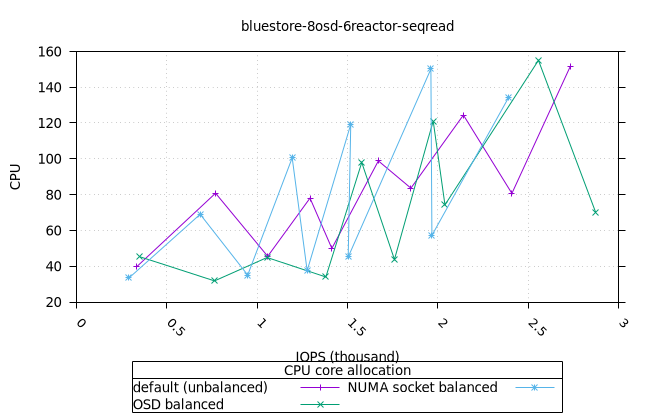 bluestore-8osd-6reactor-seqread
160
140
120
100
80
60
40
20
CPU
0
0.5
1
1.5
2
2.5
3
IOPS (thousand)
CPU core allocation
default (unbalanced) NUMA socket balanced
OSD balanced